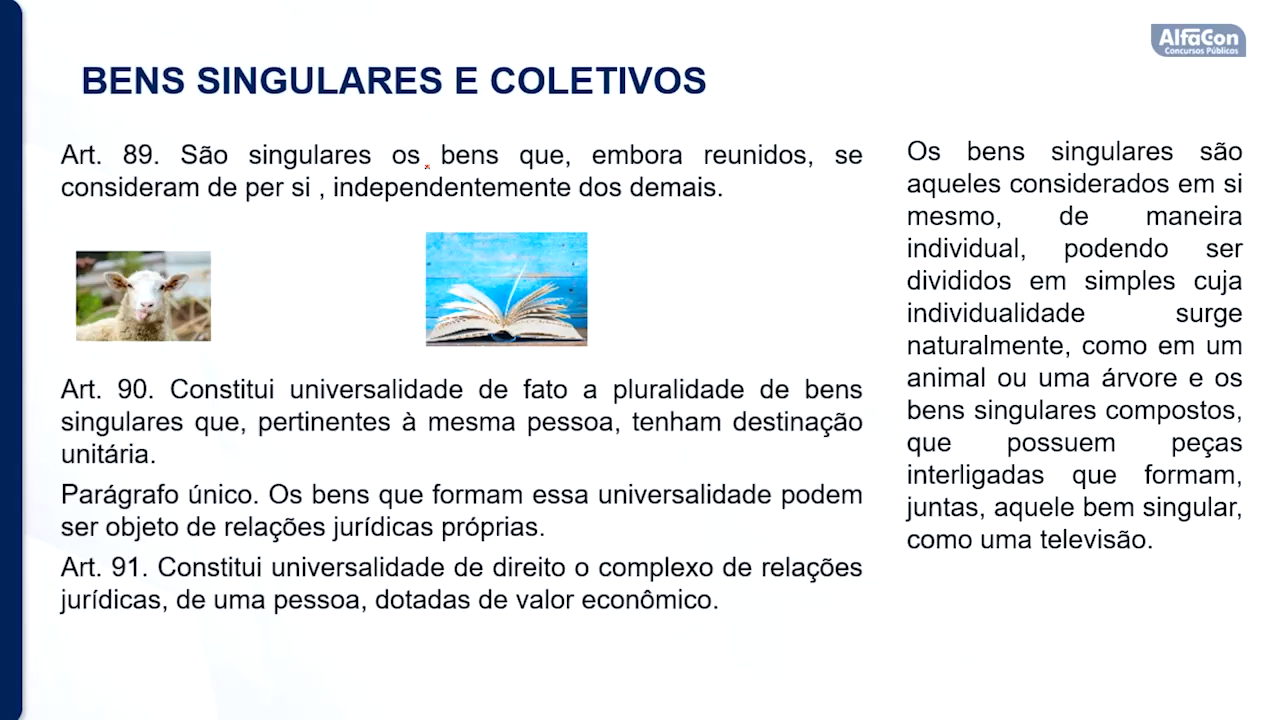 AlfaCon
Concursos Públicos
BENS SINGULARES E COLETIVOS
Art. 89. São singulares os bens que, embora reunidos, se
consideram de per si , independentemente dos demais.
Art. 90. Constitui universalidade de fato a pluralidade de bens
singulares que, pertinentes à mesma pessoa, tenham destinação
unitária.
Parágrafo único. Os bens que formam essa universalidade podem
ser objeto de relações jurídicas próprias.
Art. 91. Constitui universalidade de direito o complexo de relações
jurídicas, de uma pessoa, dotadas de valor econômico.
Os bens singulares são
aqueles considerados em si
mesmo, de maneira
individual, podendo ser
divididos em simples cuja
individualidade surge
naturalmente, como em um
animal ou uma árvore e os
bens singulares compostos,
que possuem peças
interligadas que formam,
juntas, aquele bem singular,
como uma televisão.